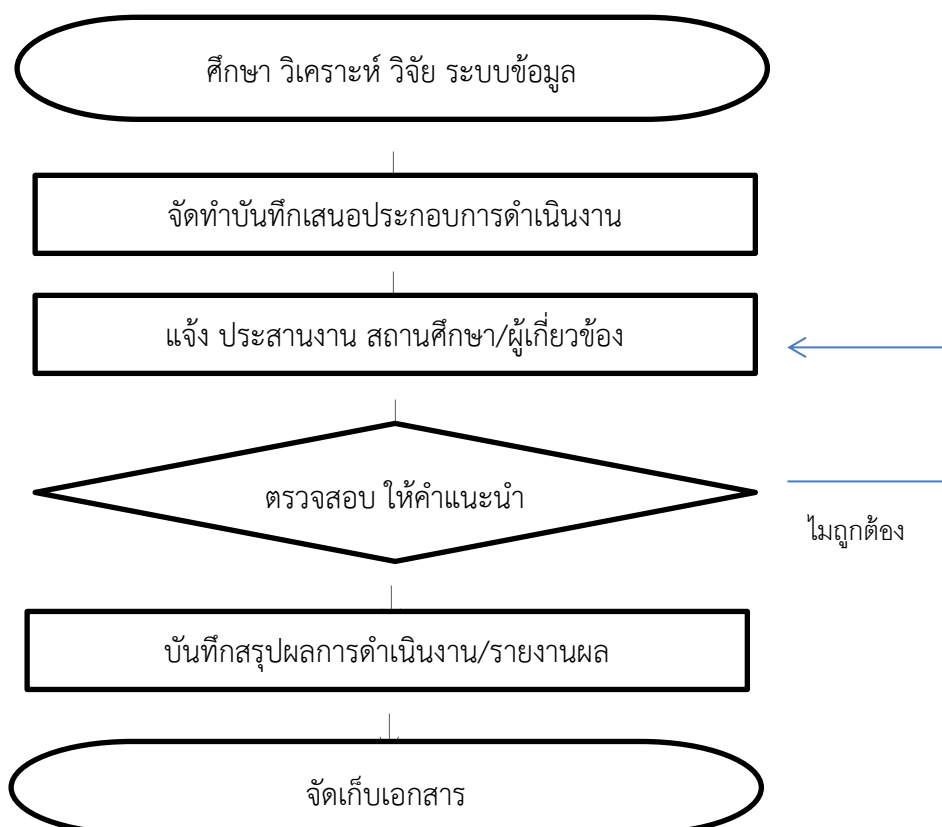 ศึกษา วิเคราะห์ วิจัย ระบบข้อมูล
จัดทำบันทึกเสนอประกอบการดำเนินงาน
แจ้ง ประสานงาน สถานศึกษา/ผู้เกี่ยวข้อง
ตรวจสอบ ให้คำแนะนำ
ไมถูกต้อง
บันทึกสรุปผลการดำเนินงาน/รายงานผล
จัดเก็บเอกสาร